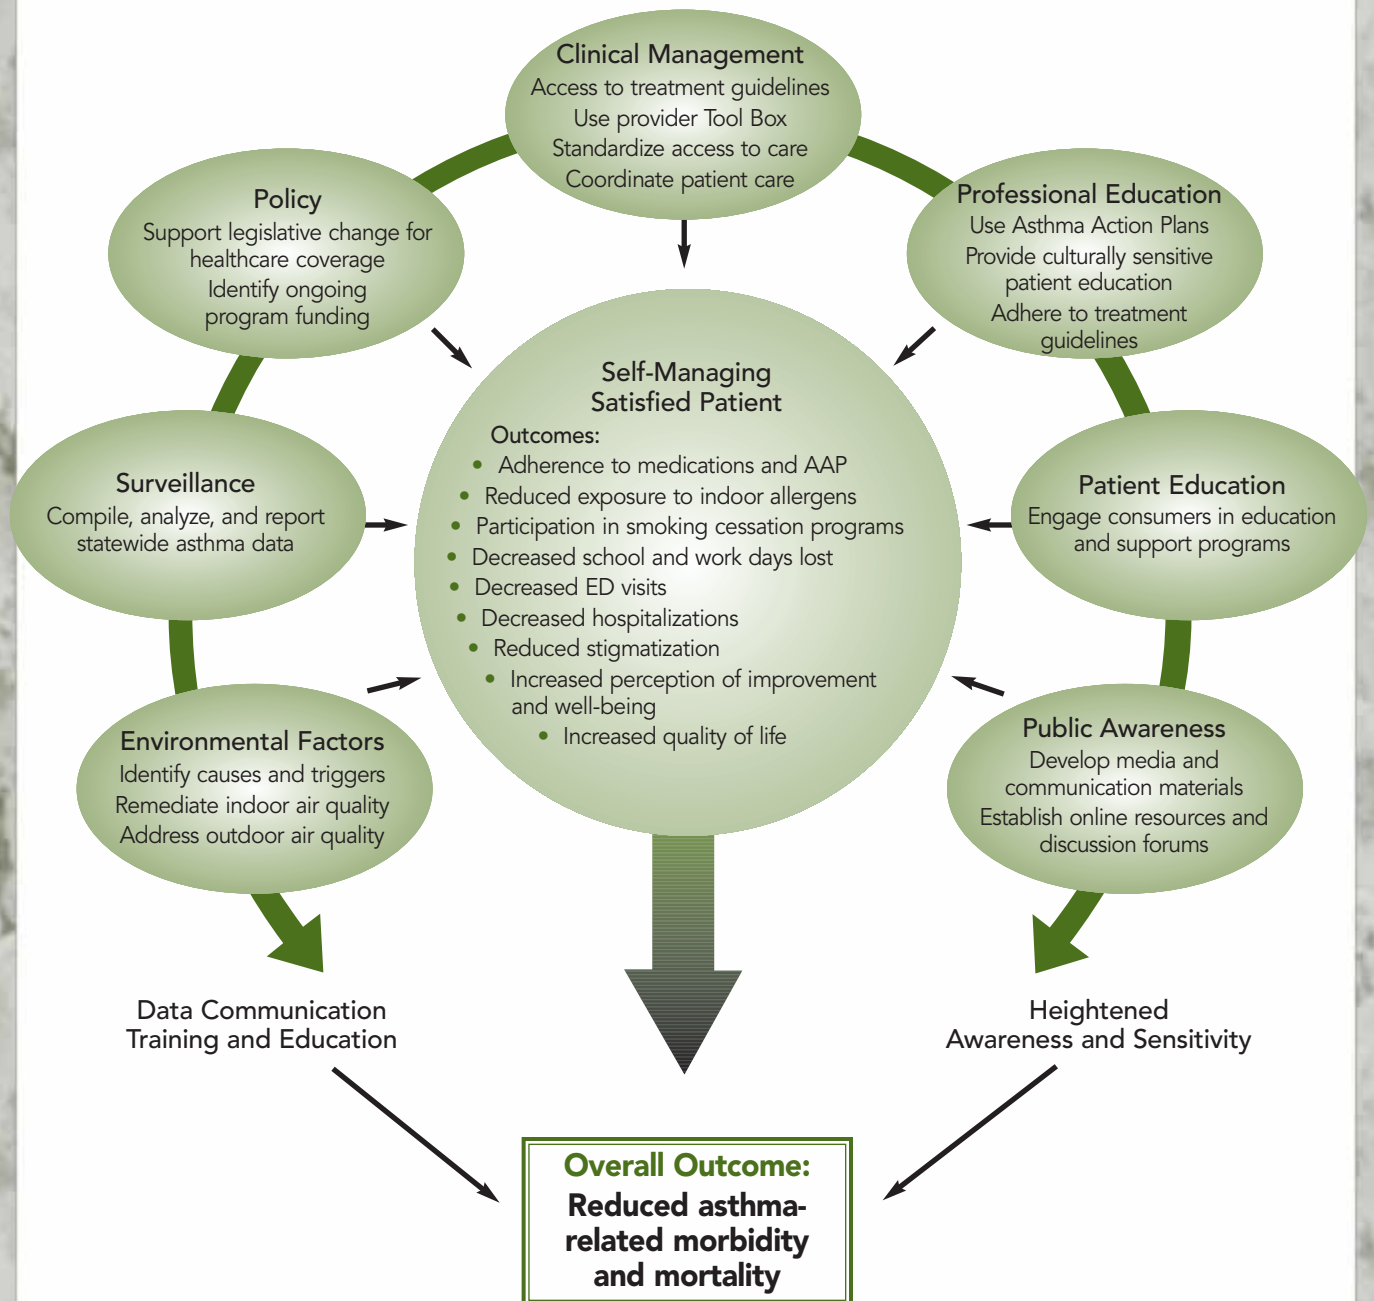 Clinical Management
Access to treatment guidelines
Use provider Tool Box
Standardize access to care
Coordinate patient care
Policy
Support legislative change for
healthcare coverage
Identify ongoing
program funding
Professional Education
Use Asthma Action Plans
Provide culturally sensitive
patient education
Adhere to treatment
guidelines
Surveillance
Compile, analyze, and report
statewide asthma data
Self-Managing
Satisfied Patient
Outcomes:
• Adherence to medications and AAP
• Reduced exposure to indoor allergens
• Participation in smoking cessation programs
• Decreased school and work days lost
• Decreased ED visits
• Decreased hospitalizations
• Reduced stigmatization
• Increased perception of improvement
and well-being
• Increased quality of life
Patient Education
Engage consumers in education
and support programs
Environmental Factors
Identify causes and triggers
Remediate indoor air quality
Address outdoor air quality
Public Awareness
Develop media and
communication materials
Establish online resources and
discussion forums
Data Communication
Training and Education
Heightened
Awareness and Sensitivity
Overall Outcome:
Reduced asthma-
related morbidity
and mortality